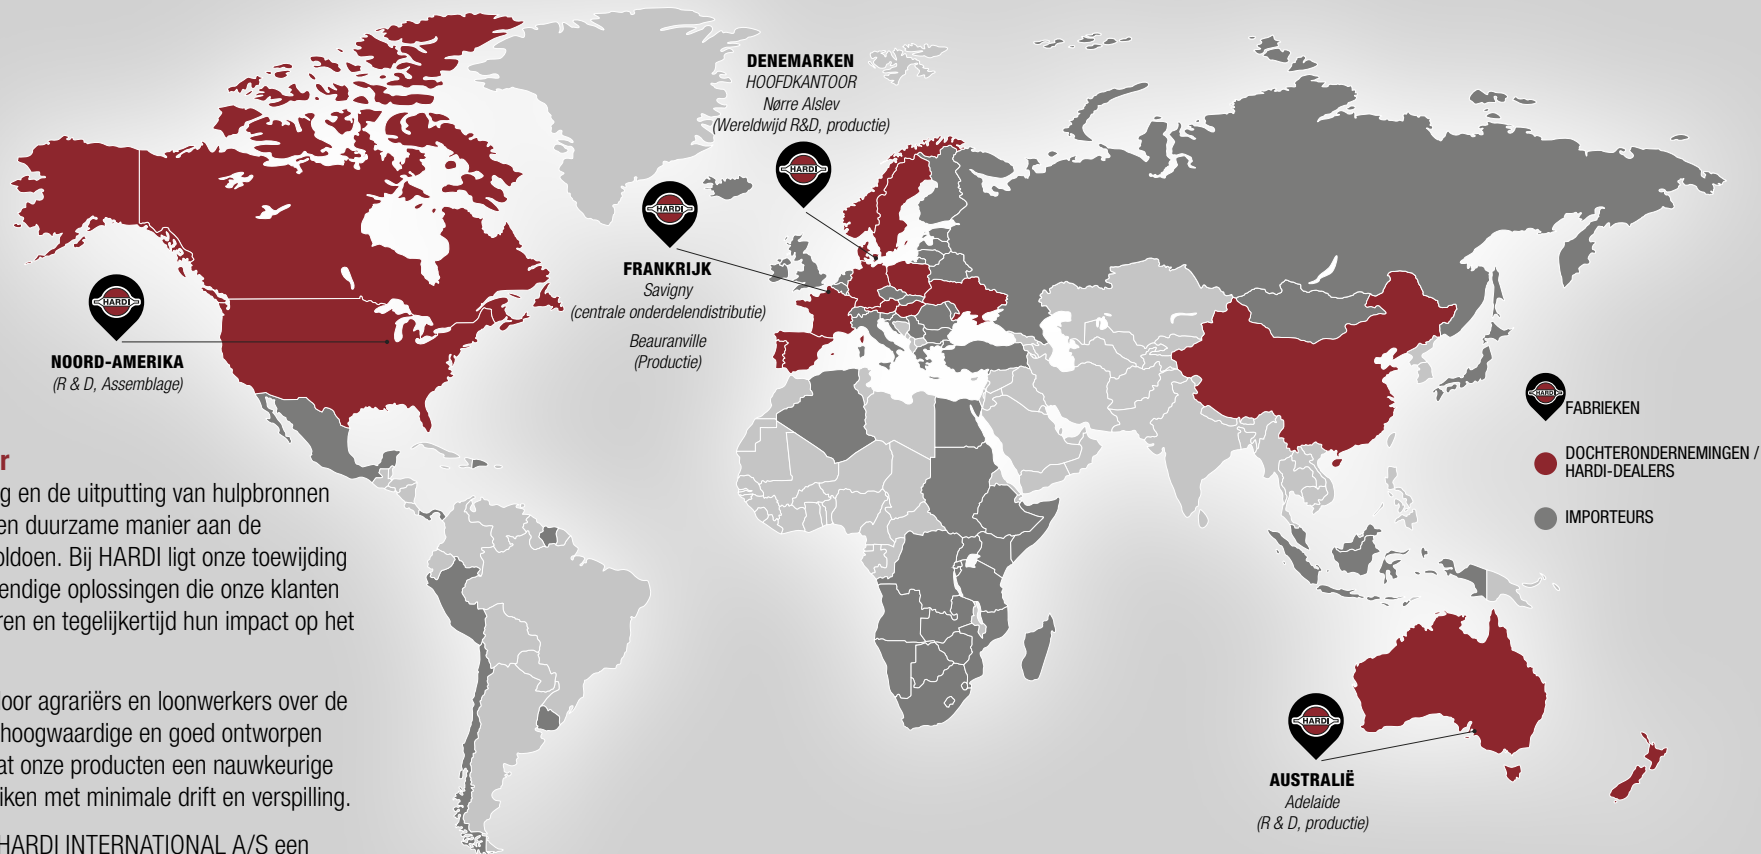 DENEMARKEN
HOOFDKANTOOR
Nørre Alslev
(Wereldwijd R&D, productie)
HARDI
HARDI
FRANKRIJK
Savigny
(centrale onderdelendistributie)
Beauranville
(Productie)
HARDI
NOORD-AMERIKA
(R & D, Assemblage)
HARDI
FABRIEKEN
DOCHTERONDERNEMINGEN /
HARDI-DEALERS
IMPORTEURS
HARDI
AUSTRALIË
Adelaide
(R & D, productie)
r
g en de uitputting van hulpbronnen
en duurzame manier aan de
oldoen. Bij HARDI ligt onze toewijding
endige oplossingen die onze klanten
ren en tegelijkertijd hun impact op het
loor agrariërs en loonwerkers over de
hoogwaardige en goed ontworpen
at onze producten een nauwkeurige
iken met minimale drift en verspilling.
HARDI INTERNATIONAL A/S een